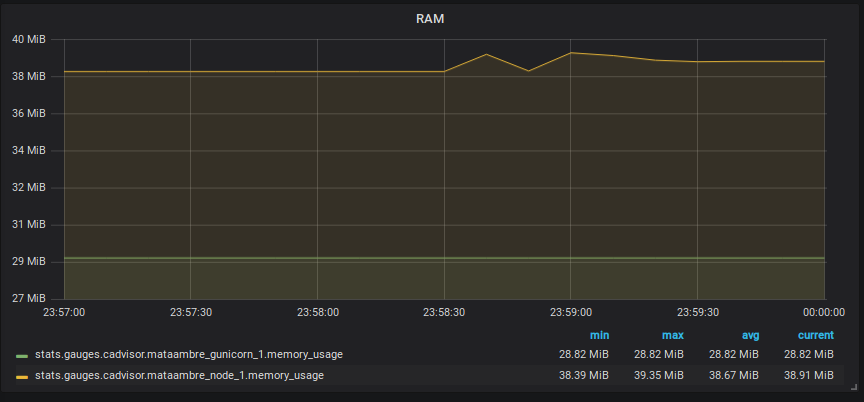 RAM
40 MiB
38 MiB
36 MiB
34 MiB
32 MiB
31 MiB
29 MiB
27 MiB
23:57:00 23:57:30 23:58:00 23:58:30 23:59:00 23:59:30 00:00:00
min max avg current
stats.gauges.cadvisor.mataambre_gunicorn_1.memory_usage 28.82 MiB 28.82 MiB 28.82 MiB 28.82 MiB
stats.gauges.cadvisor.mataambre_node_1.memory_usage 38.39 MiB 39.35 MiB 38.67 MiB 38.91 MiB